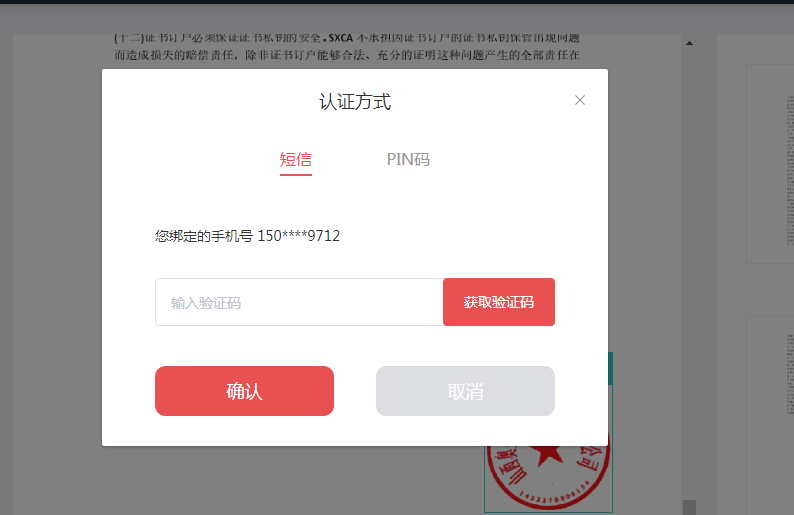 (十二)证书订户必须保证证书私钥的安全。SXCA 不承担因证书订户的证书私钥保管出现问题
而造成损失的赔偿责任，除非证书订户能够合法、充分的证明这种问题产生的全部责任在
认证方式
短信
PIN码
您绑定的手机号 150****9712
输入验证码
获取验证码
确认
取消
公司